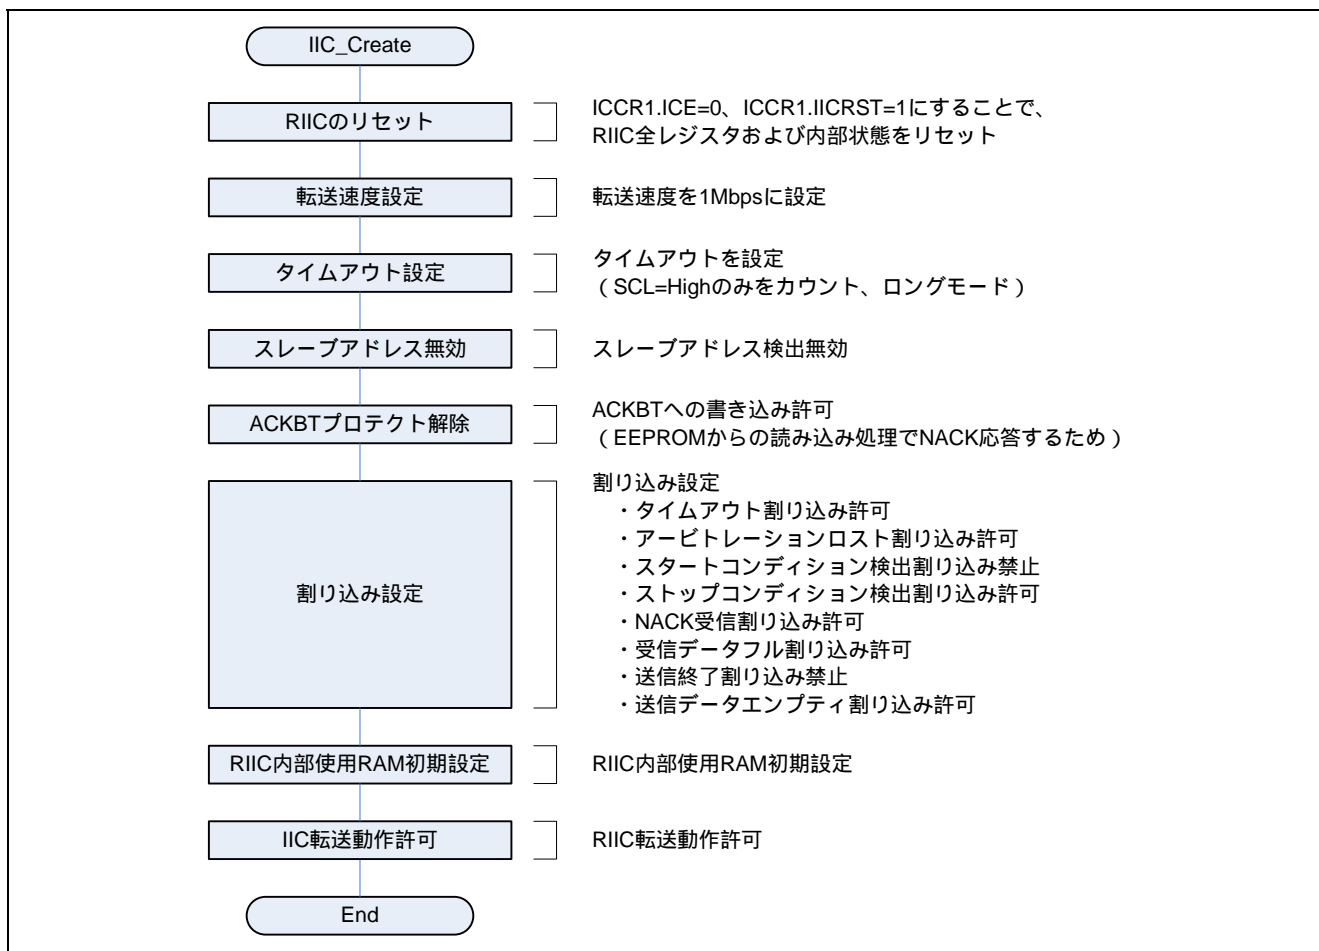 IIC_Create
RIICのリセット
ICCR1.ICE=0、ICCR1.IICRST=1にすることで、
RIIC全レジスタおよび内部状態をリセット
転送速度設定
転送速度を1Mbpsに設定
タイムアウト設定
タイムアウトを設定
（SCL=Highのみをカウント、ロングモード）
スレーブアドレス無効
スレーブアドレス検出無効
ACKBTプロテクト解除
ACKBTへの書き込み許可
（EEPROMからの読み込み処理でNACK応答するため）
割り込み設定
割り込み設定
・タイムアウト割り込み許可
・アービトレーションロスト割り込み許可
・スタートコンディション検出割り込み禁止
・ストップコンディション検出割り込み許可
・NACK受信割り込み許可
・受信データフル割り込み許可
・送信終了割り込み禁止
・送信データエンプティ割り込み許可
RIIC内部使用RAM初期設定
RIIC内部使用RAM初期設定
IIC転送動作許可
RIIC転送動作許可
End